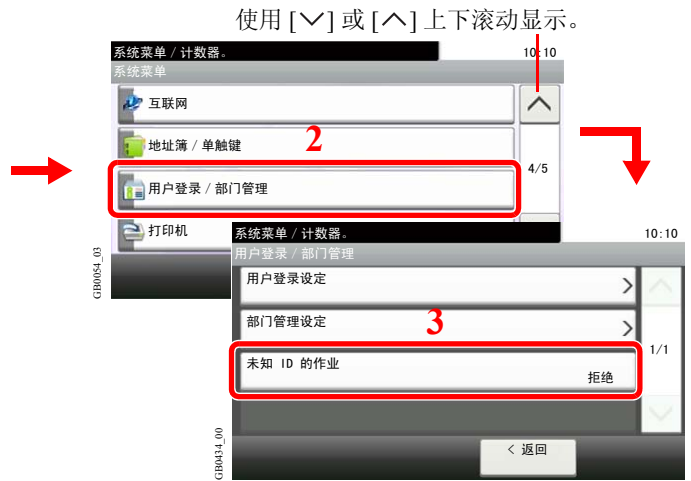 使用 [∨] 或 [∧] 上下滚动显示。
系统菜单 / 计数器。 10:10
系统菜单
互联网
地址簿 / 单触键
2
4/5
用户登录 / 部门管理
打印机
GB0054_03
系统菜单 / 计数器。 10:10
用户登录 / 部门管理
用户登录设定
部门管理设定
3
1/1
未知 ID 的作业
拒绝
< 返回
GB0434_00